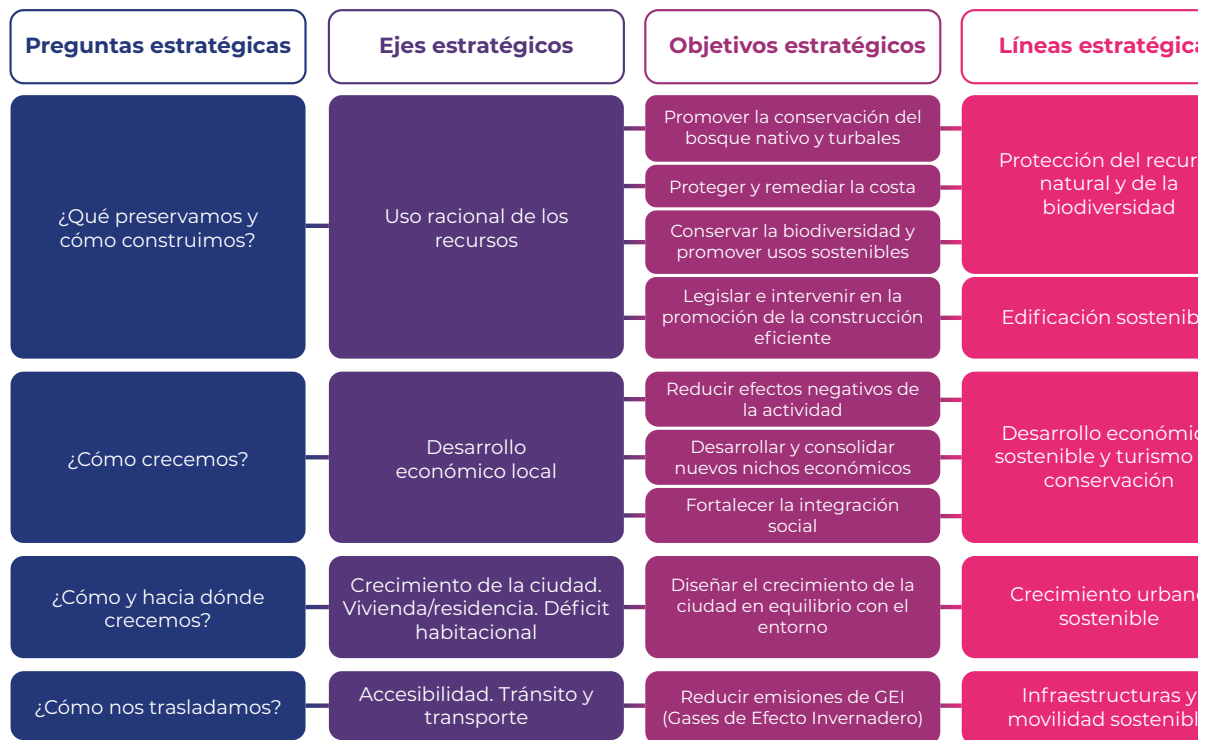 Preguntas estratégicas
Ejes estratégicos
Objetivos estratégicos
Líneas
¿Qué preservamos y
cómo construimos?
Uso racional de los
recursos
Promover la conservación del
bosque nativo y turbales
Proteger y remediar la costa
Conservar la biodiversidad y
promover usos sostenibles
Legislar e intervenir en la
promoción de la construcción
eficiente
Protección del
natural y de la
biodiversidad
Edificación
¿Cómo crecemos?
Desarrollo
económico local
Reducir efectos negativos de
la actividad
Desarrollar y consolidar
nuevos nichos económicos
Fortalecer la integración
social
Desarrollo
sostenible y turismo
conservación
¿Cómo y hacia dónde
crecemos?
Crecimiento de la ciudad.
Vivienda/residencia. Déficit
habitacional
Diseñar el crecimiento de la
ciudad en equilibrio con el
entorno
Crecimiento
sostenible
¿Cómo nos trasladamos?
Accesibilidad. Tránsito y
transporte
Reducir emisiones de GEI
(Gases de Efecto Invernadero)
Infraestructuras y
movilidad